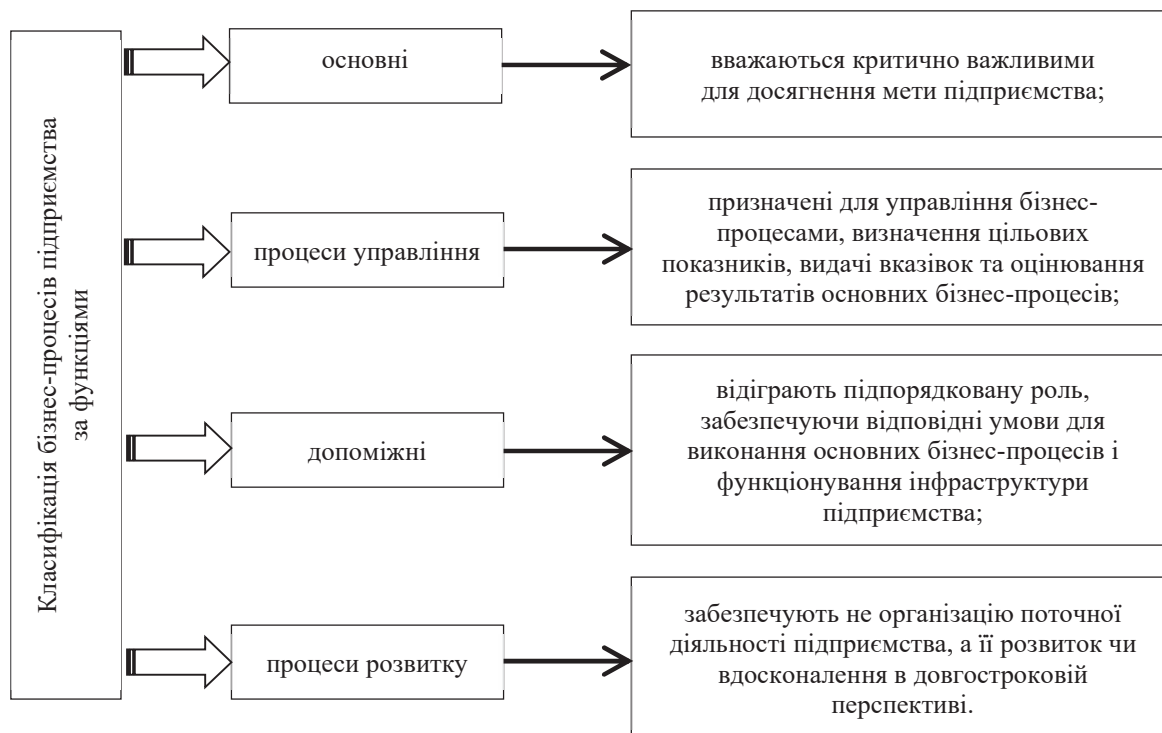 Класифікація бізнес-процесів підприємства
за функціями
основні
вважаються критично важливими
для досягнення мети підприємства;
процеси управління
призначені для управління бізнес-
процесами, визначення цільових
показників, видачі вказівок та оцінювання
результатів основних бізнес-процесів;
допоміжні
відіграють підпорядковану роль,
забезпечуючи відповідні умови для
виконання основних бізнес-процесів і
функціонування інфраструктури
підприємства;
процеси розвитку
забезпечують не організацію поточної
діяльності підприємства, а її розвиток чи
вдосконалення в довгостроковій
перспективі.